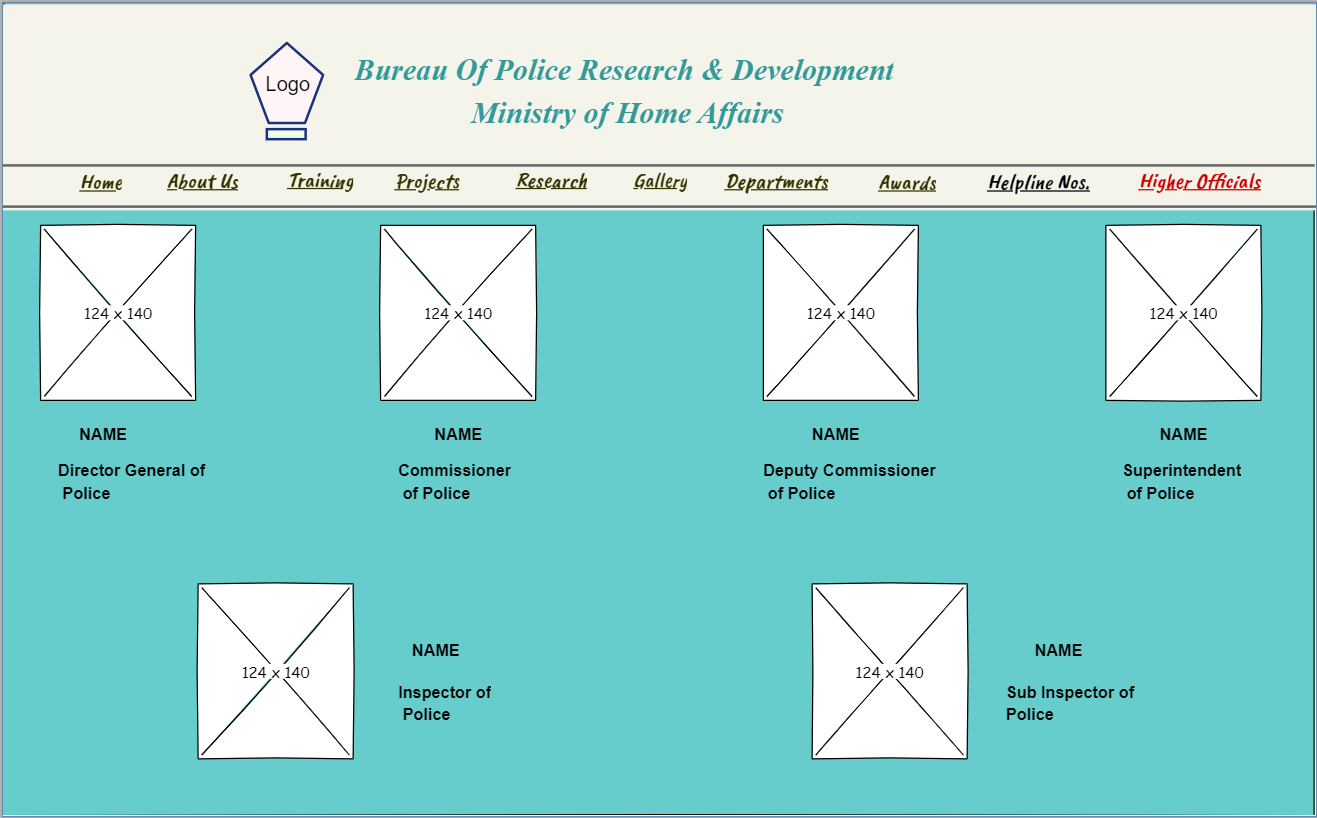 Logo
Bureau Of Police Research & Development
Ministry of Home Affairs
Home About Us Training Projects Research Gallery Departments Awards Helpline Nos. Higher Officials
124 x 140 124 x 140 124 x 140 124 x 140
NAME NAME NAME NAME
Director General of Commissioner Deputy Commissioner Superintendent
Police of Police of Police of Police
124 x 140 124 x 140
NAME NAME
Inspector of Sub Inspector of
Police Police